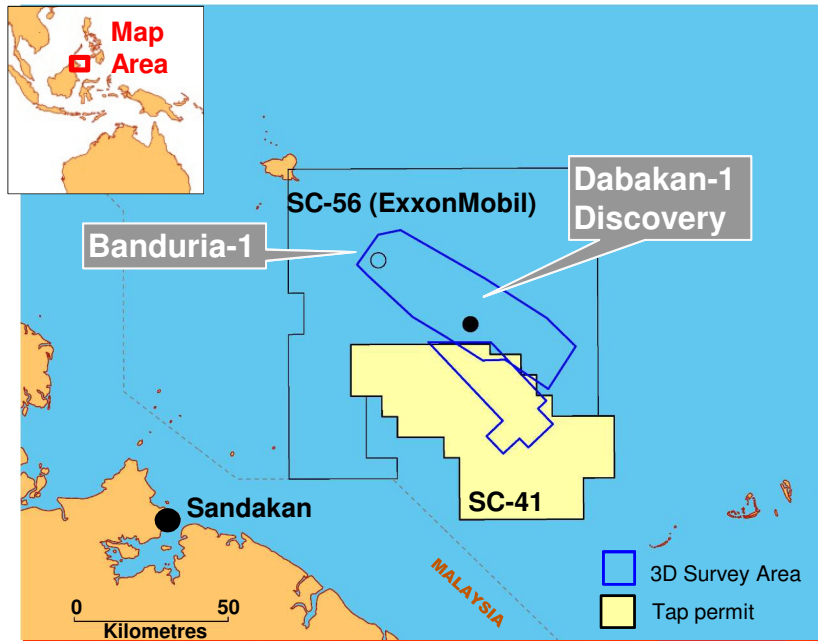 Map
Area
SC-56 (ExxonMobil)
Dabakan-1
Discovery
Banduria-1
SC-41
Sandakan
MALAYSIA
0 50
Kilometres
3D Survey Area
Tap permit